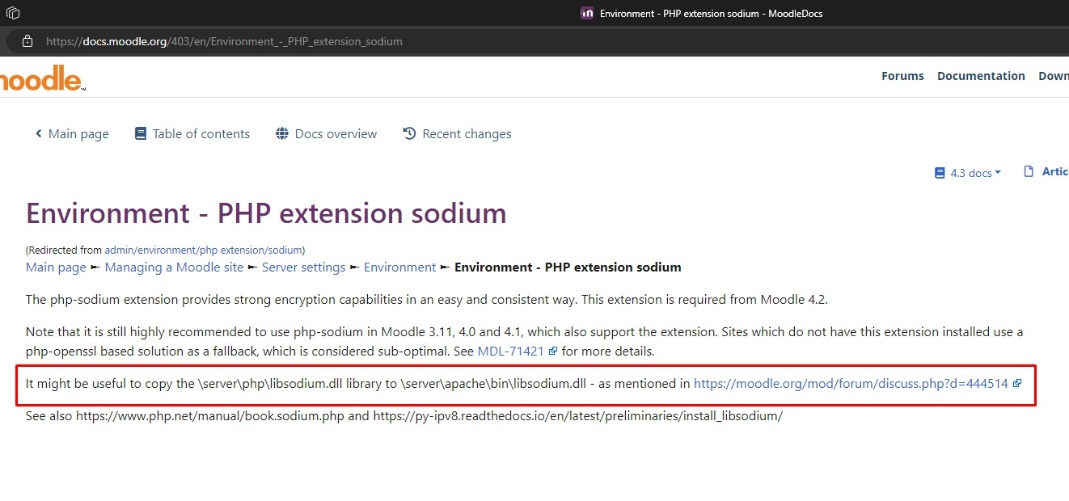 Environment - PHP extension sodium - MoodleDocs
https://docs.moodle.org/403/en/Environment_-_PHP_extension_sodium
moodle
Forums Documentation Down
Main page Table of contents Docs overview Recent changes
4.3 docs Artic
Environment - PHP extension sodium
(Redirected from admin/environment/php extension/sodium)
Main page ► Managing a Moodle site ► Server settings ► Environment ► Environment - PHP extension sodium
The php-sodium extension provides strong encryption capabilities in an easy and consistent way. This extension is required from Moodle 4.2.
Note that it is still highly recommended to use php-sodium in Moodle 3.11, 4.0 and 4.1, which also support the extension. Sites which do not have this extension installed use a
php-openssl based solution as a fallback, which is considered sub-optimal. See MDL-71421 for more details.
It might be useful to copy the \server\php\libsodium.dll library to \server\apache\bin\libsodium.dll - as mentioned in https://moodle.org/mod/forum/discuss.php?d=444514
See also https://www.php.net/manual/book.sodium.php and https://py-ipv8.readthedocs.io/en/latest/preliminaries/install_libsodium/